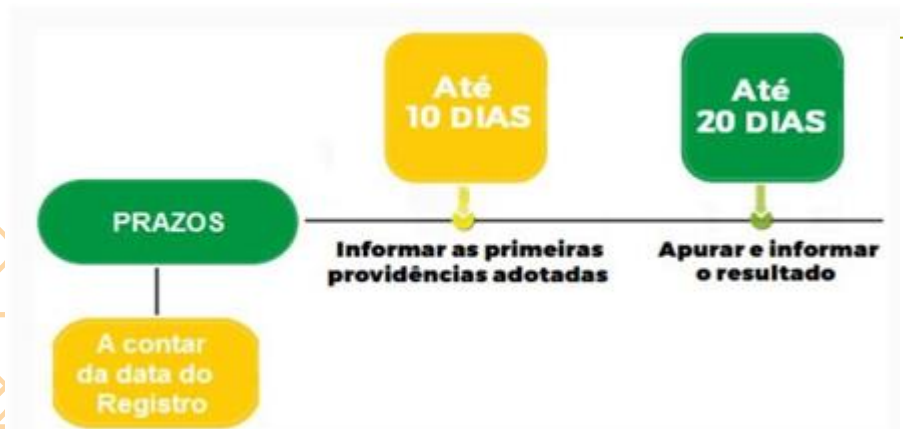 Até
10 DIAS
Até
20 DIAS
PRAZOS
Informar as primeiras
providências adotadas
Apurar e informar
o resultado
A contar
da data do
Registro